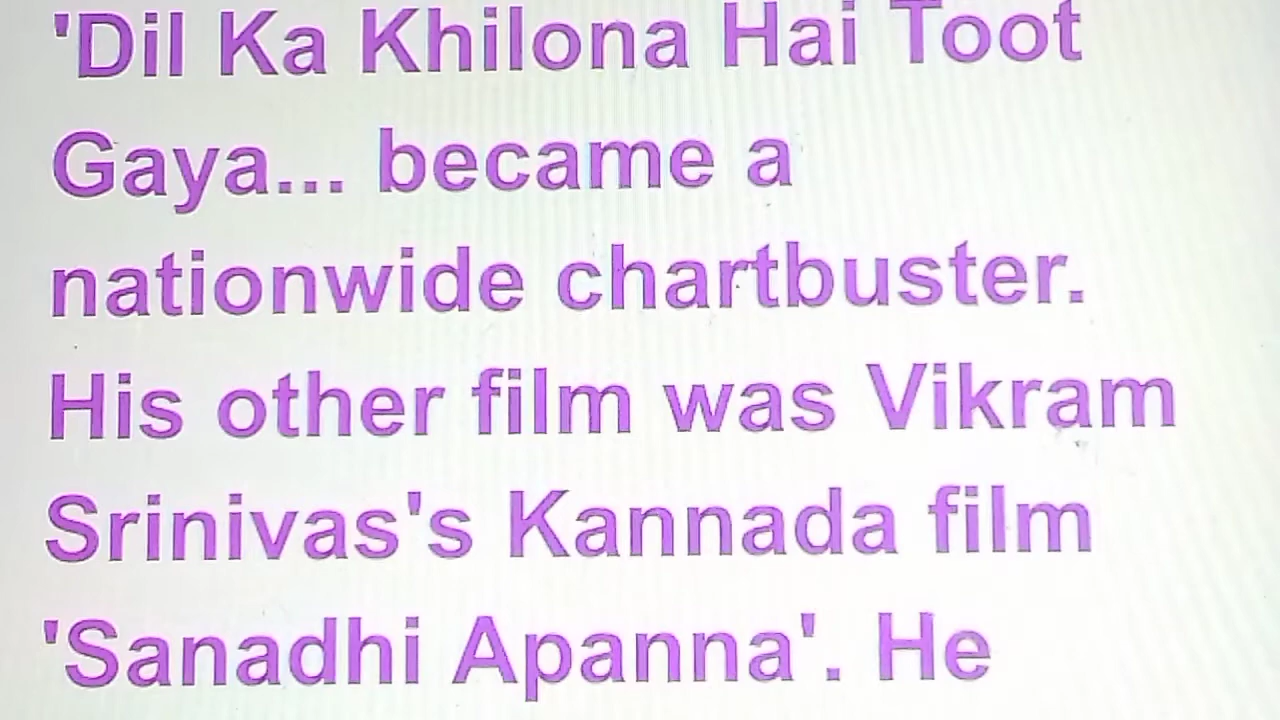 'Dil Ka Khilona Hai Toot
Gaya... became a
nationwide chartbuster.
His other film was Vikram
Srinivas's Kannada film
'Sanadhi Apanna'. He